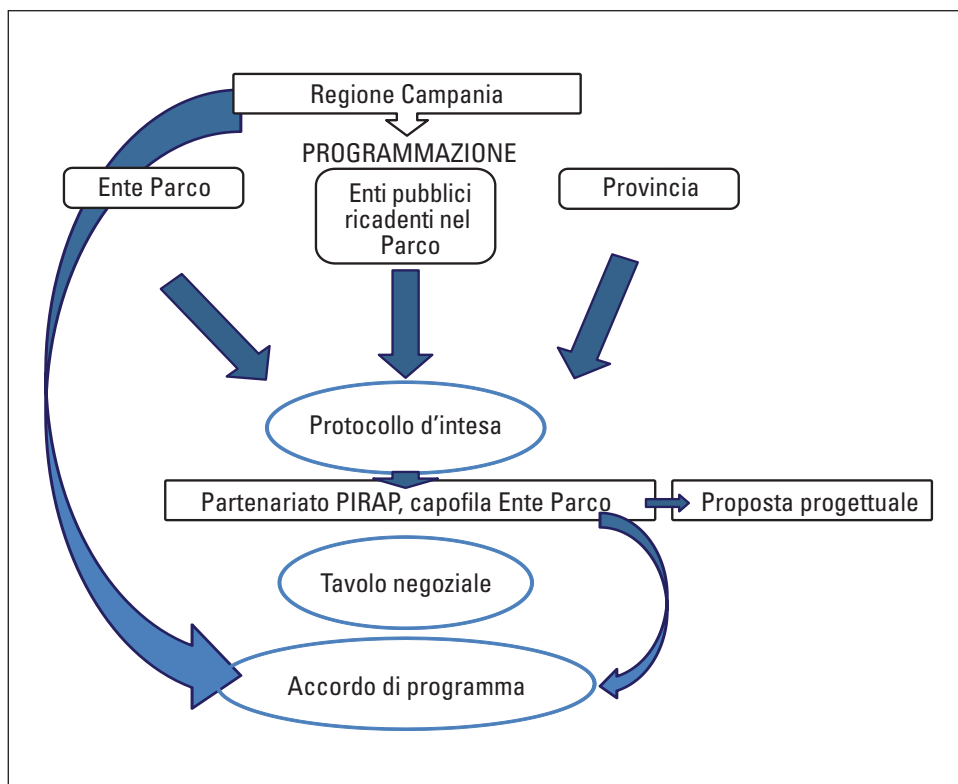 Regione Campania
PROGRAMMAZIONE
Ente Parco
Enti pubblici
ricadenti nel
Parco
Provincia
Protocollo d'intesa
Partenariato PIRAP, capofila Ente Parco
Proposta progettuale
Tavolo negoziale
Accordo di programma